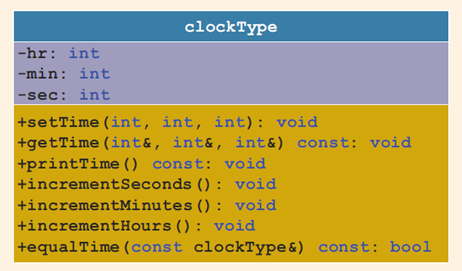 clockType
-hr: int
-min: int
-sec: int
+setTime(int, int, int): void
+getTime(int&, int&, int&) const: void
+printTime() const: void
+incrementSeconds(): void
+incrementMinutes(): void
+incrementHours(): void
+equalTime(const clockType&) const: bool